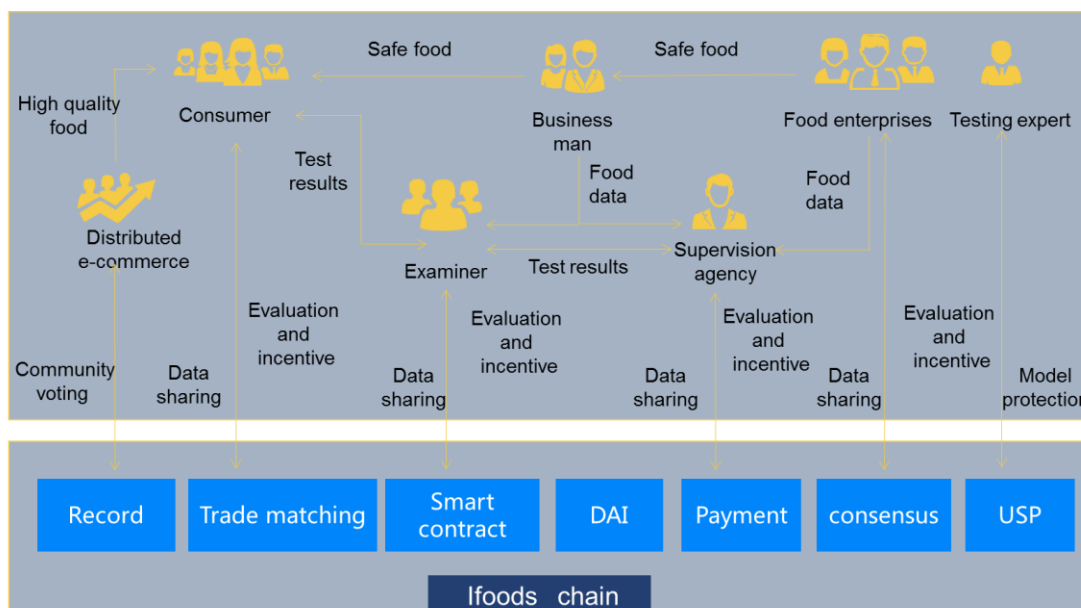 Safe food
Safe food
High quality
food
Consumer
Business
man
Food enterprises
Testing expert
Test
results
Food
data
Food
data
Distributed
e-commerce
Examiner
Test results
Supervision
agency
Evaluation
and
incentive
Evaluation
and
incentive
Evaluation
and
incentive
Evaluation
and
incentive
Community
voting
Data
sharing
Data
sharing
Data
sharing
Data
sharing
Model
protection
Record
Trade matching
Smart
contract
DAI
Payment
consensus
USP
Ifoods chain